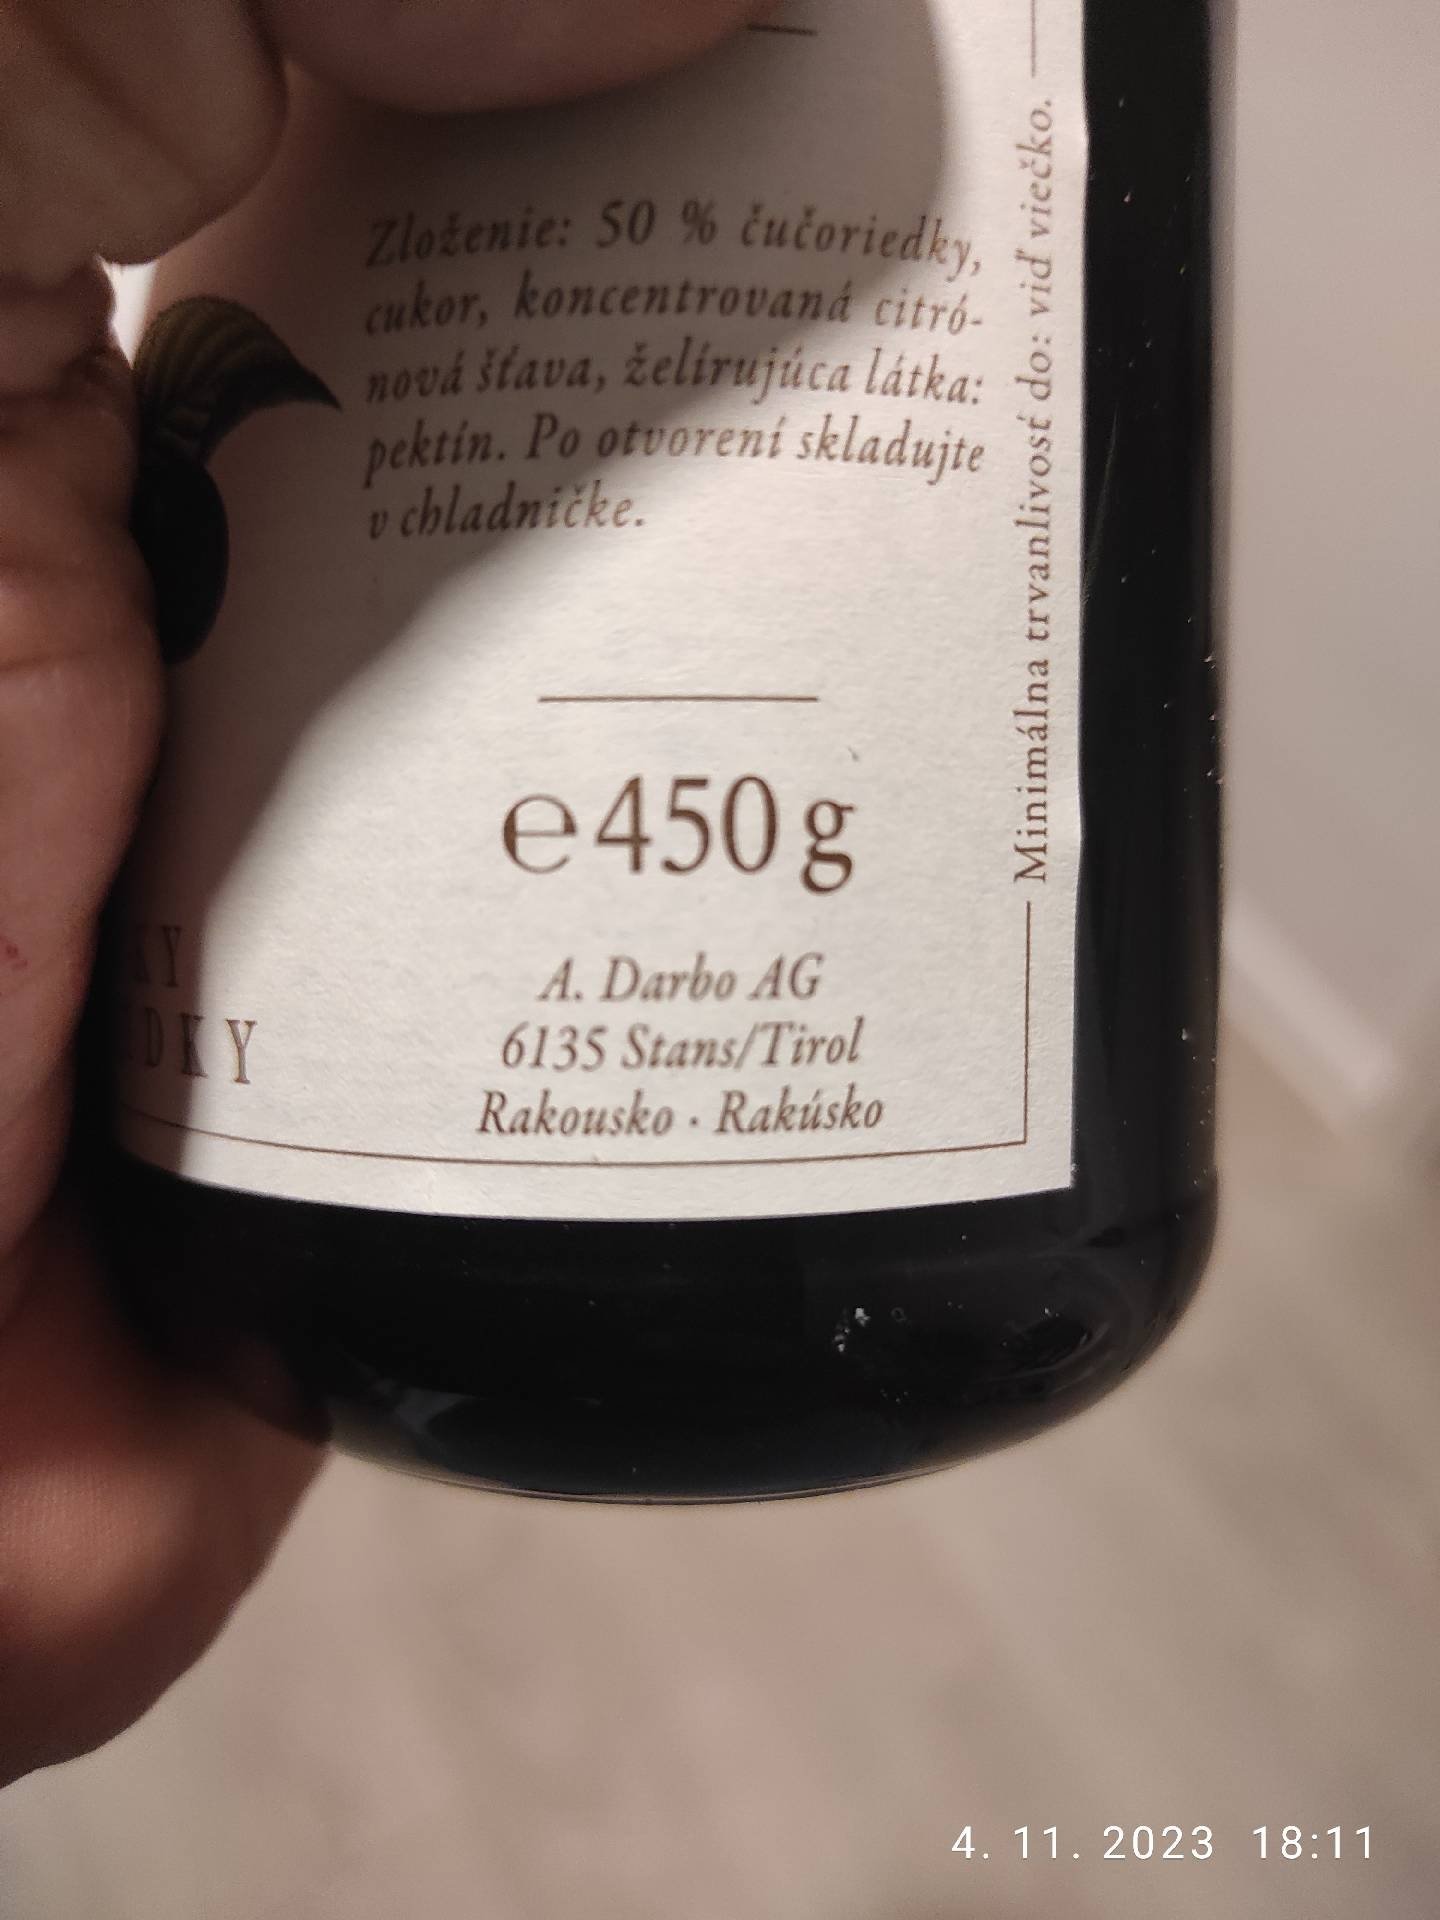 Zloženie: 50 % čučoriedky,
cukor, koncentrovaná citró-
nová šťava, želírujúca látka:
pektín. Po otvorení skladujte
v chladničke.
Minimálna trvanlivosť do: viď viečko.
℮ 450 g
A. Darbo AG
6135 Stans/Tirol
Rakousko · Rakúsko
4. 11. 2023 18:11